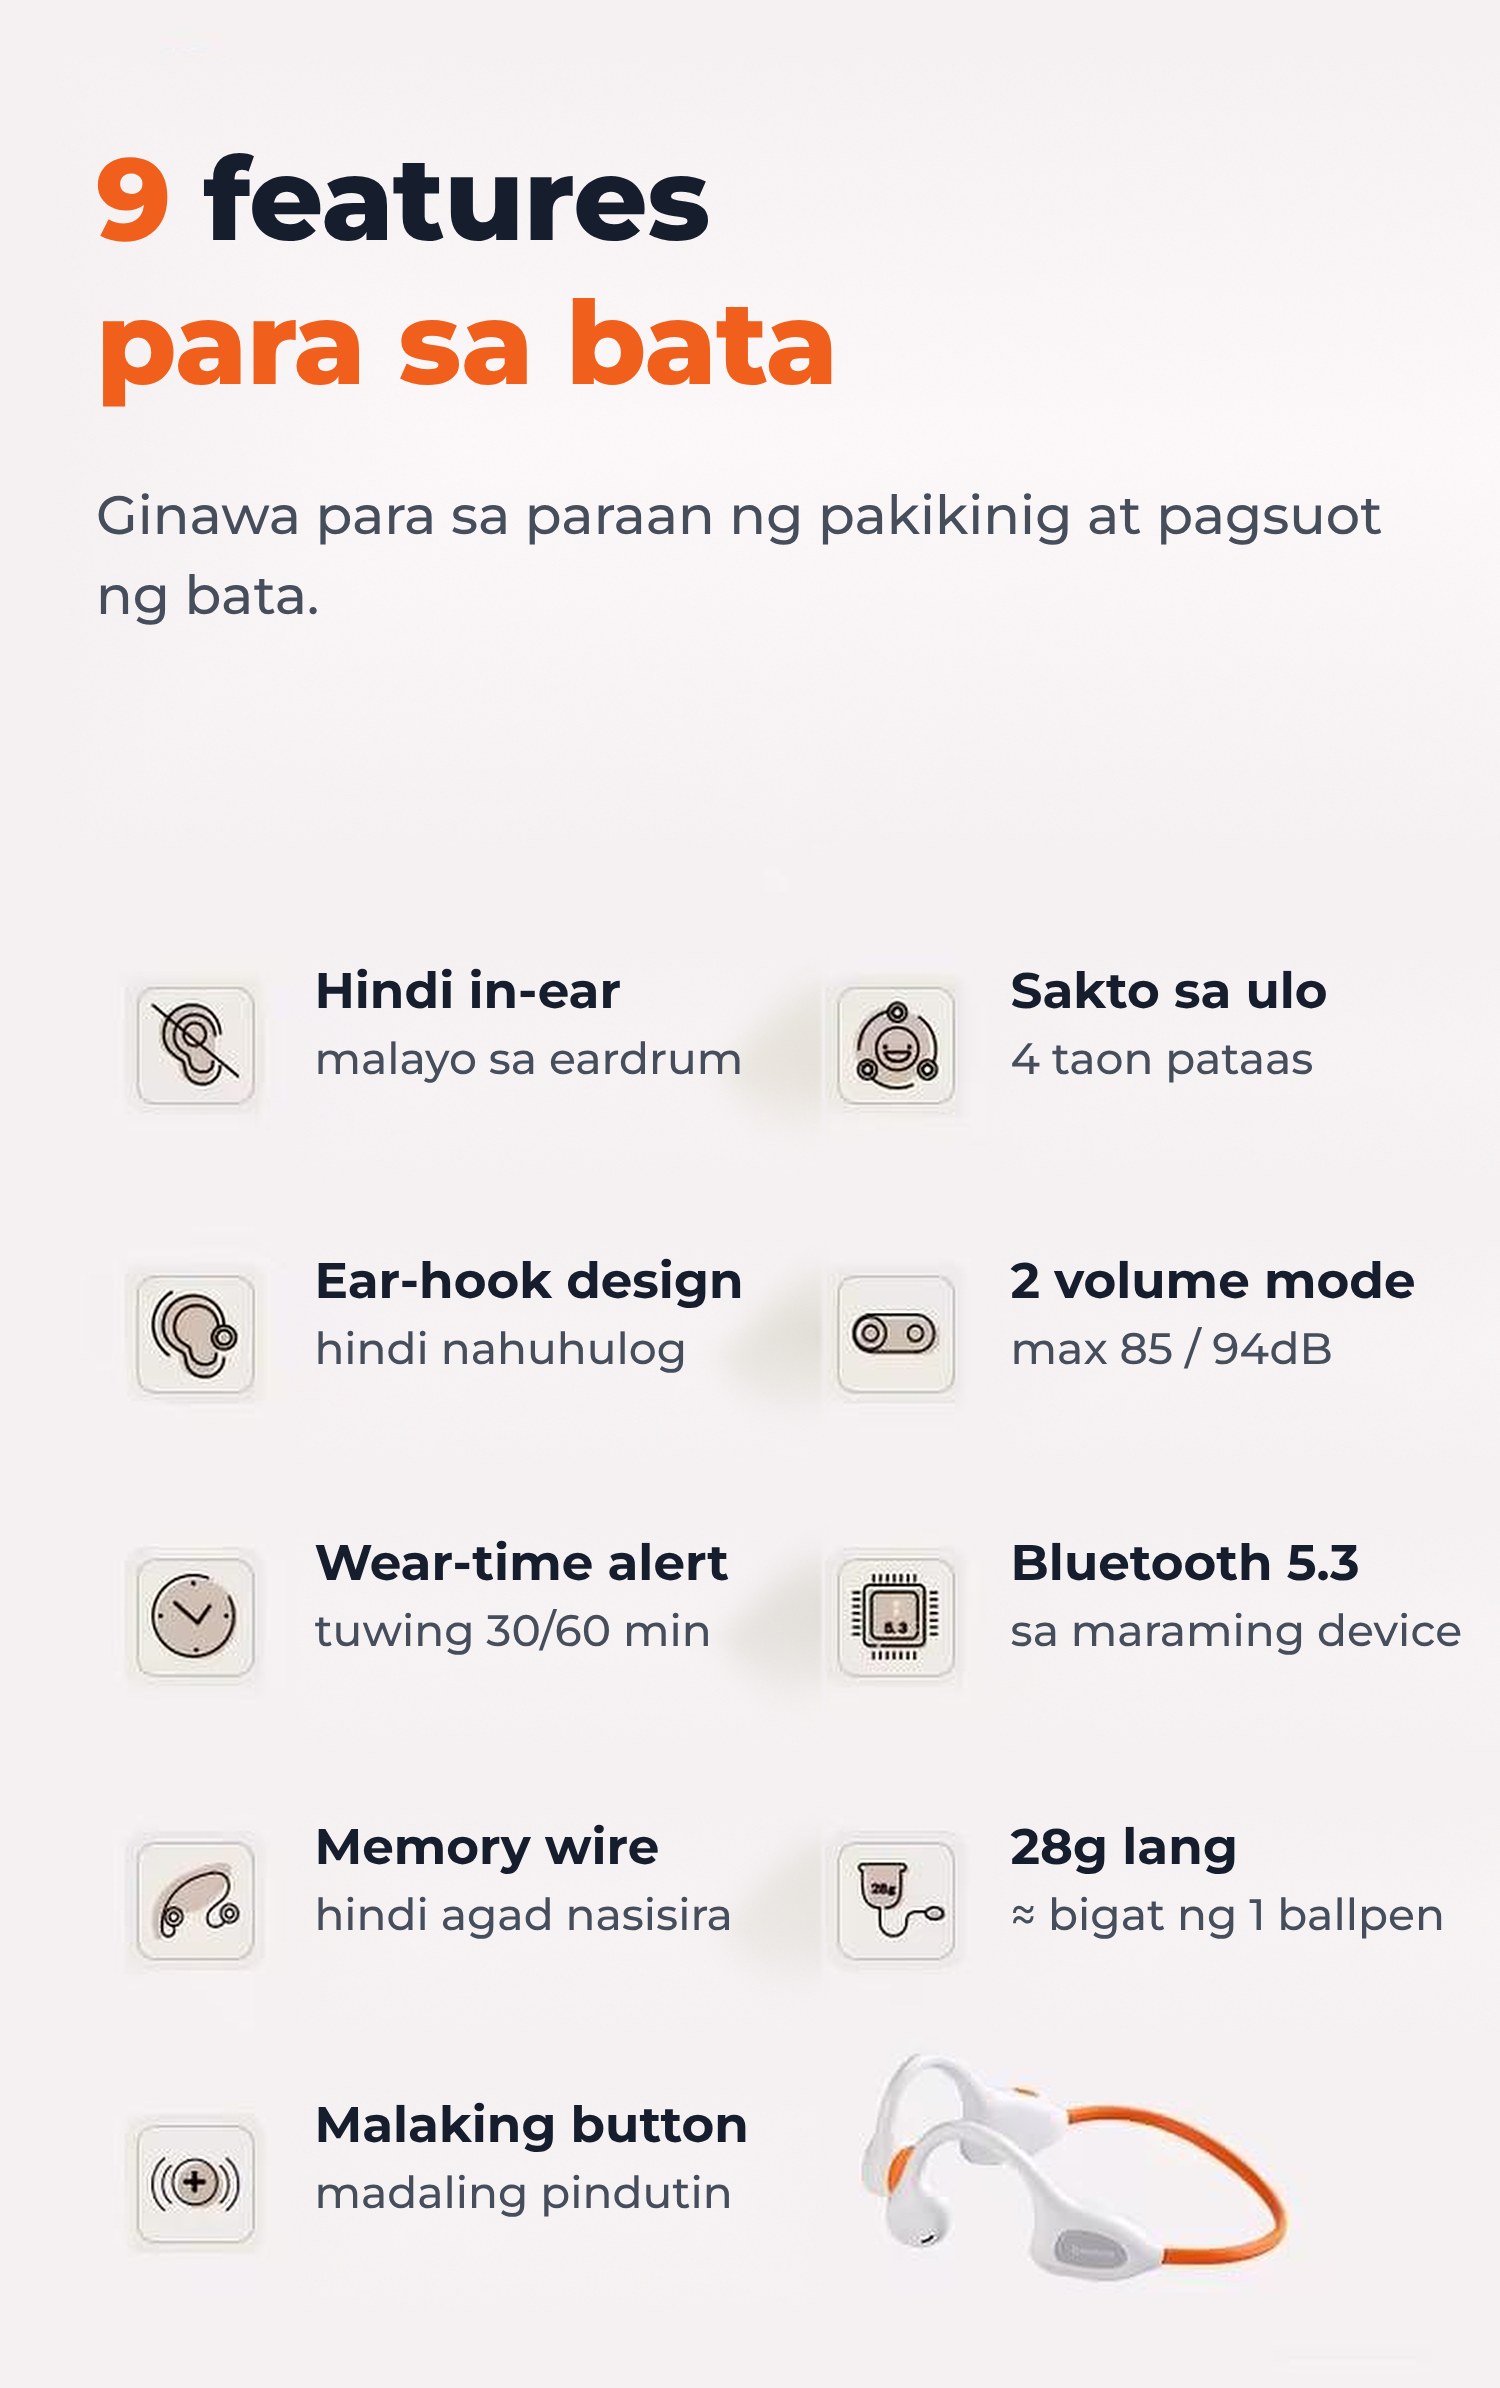 9 features
para sa bata
Ginawa para sa paraan ng pakikinig at pagsuot
ng bata.
Hindi in-ear
malayo sa eardrum
Sakto sa ulo
4 taon pataas
Ear-hook design
hindi nahuhulog
2 volume mode
max 85 / 94dB
Wear-time alert
tuwing 30/60 min
5.3
Bluetooth 5.3
sa maraming device
Memory wire
hindi agad nasisira
28g
28g lang
≈ bigat ng 1 ballpen
Malaking button
madaling pindutin